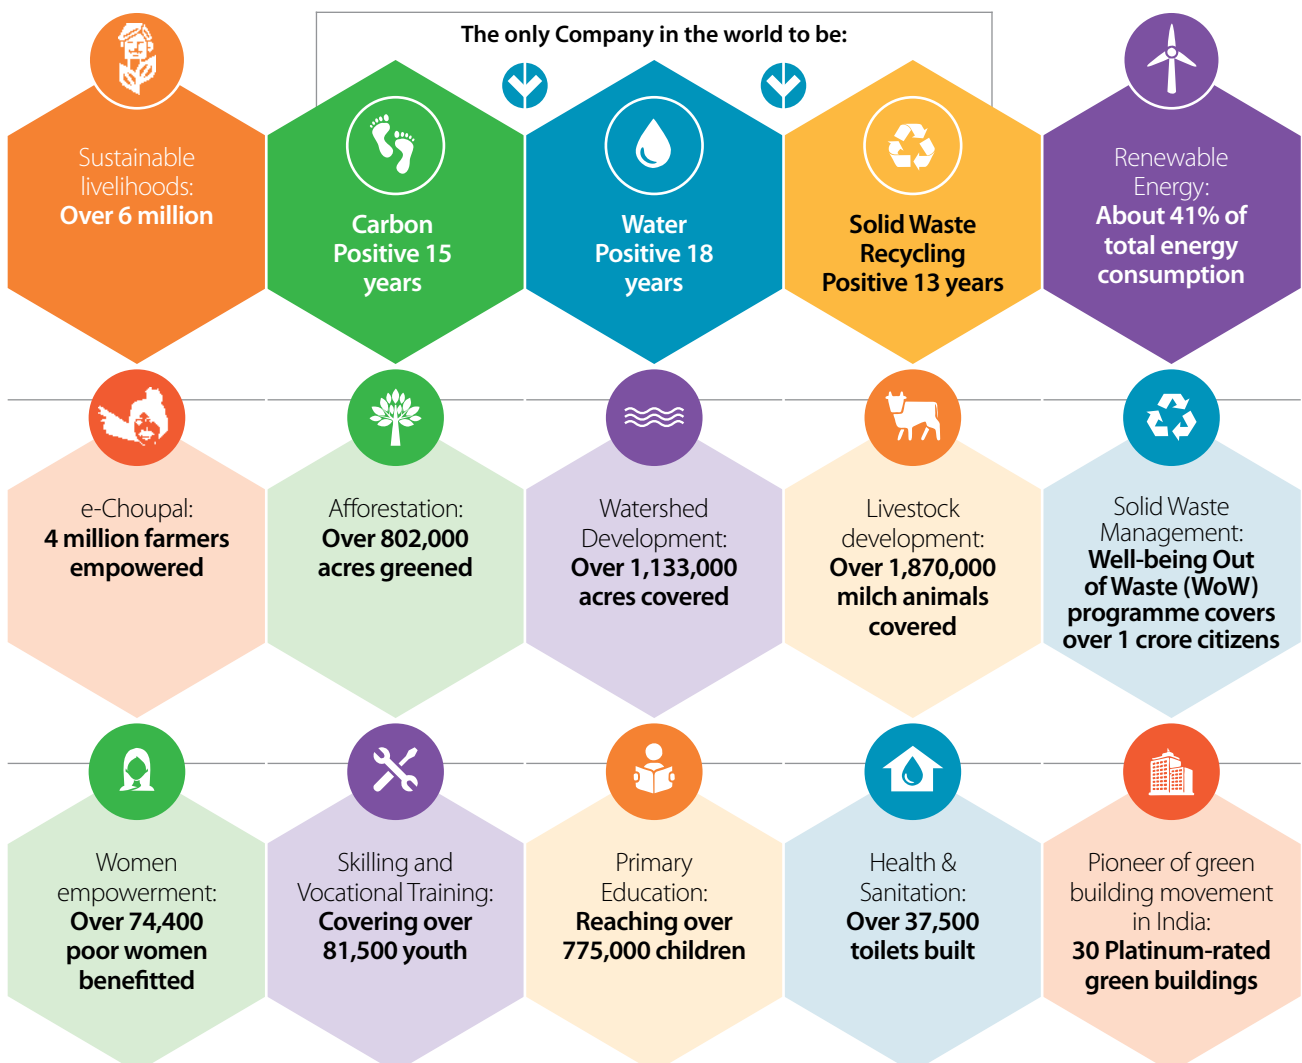 The only Company in the world to be:
Sustainable
livelihoods:
Over 6 million
Carbon
Positive 15
years
Water
Positive 18
years
Solid Waste
Recycling
Positive 13 years
Renewable
Energy:
About 41% of
total energy
consumption
e-Choupal:
4 million farmers
empowered
Afforestation:
Over 802,000
acres greened
Watershed
Development:
Over 1,133,000
acres covered
Livestock
development:
Over 1,870,000
milch animals
covered
Solid Waste
Management:
Well-being Out
of Waste (WoW)
programme covers
over 1 crore citizens
Women
empowerment:
Over 74,400
poor women
benefitted
Skilling and
Vocational Training:
Covering over
81,500 youth
Primary
Education:
Reaching over
775,000 children
Health &
Sanitation:
Over 37,500
toilets built
Pioneer of green
building movement
in India:
30 Platinum-rated
green buildings